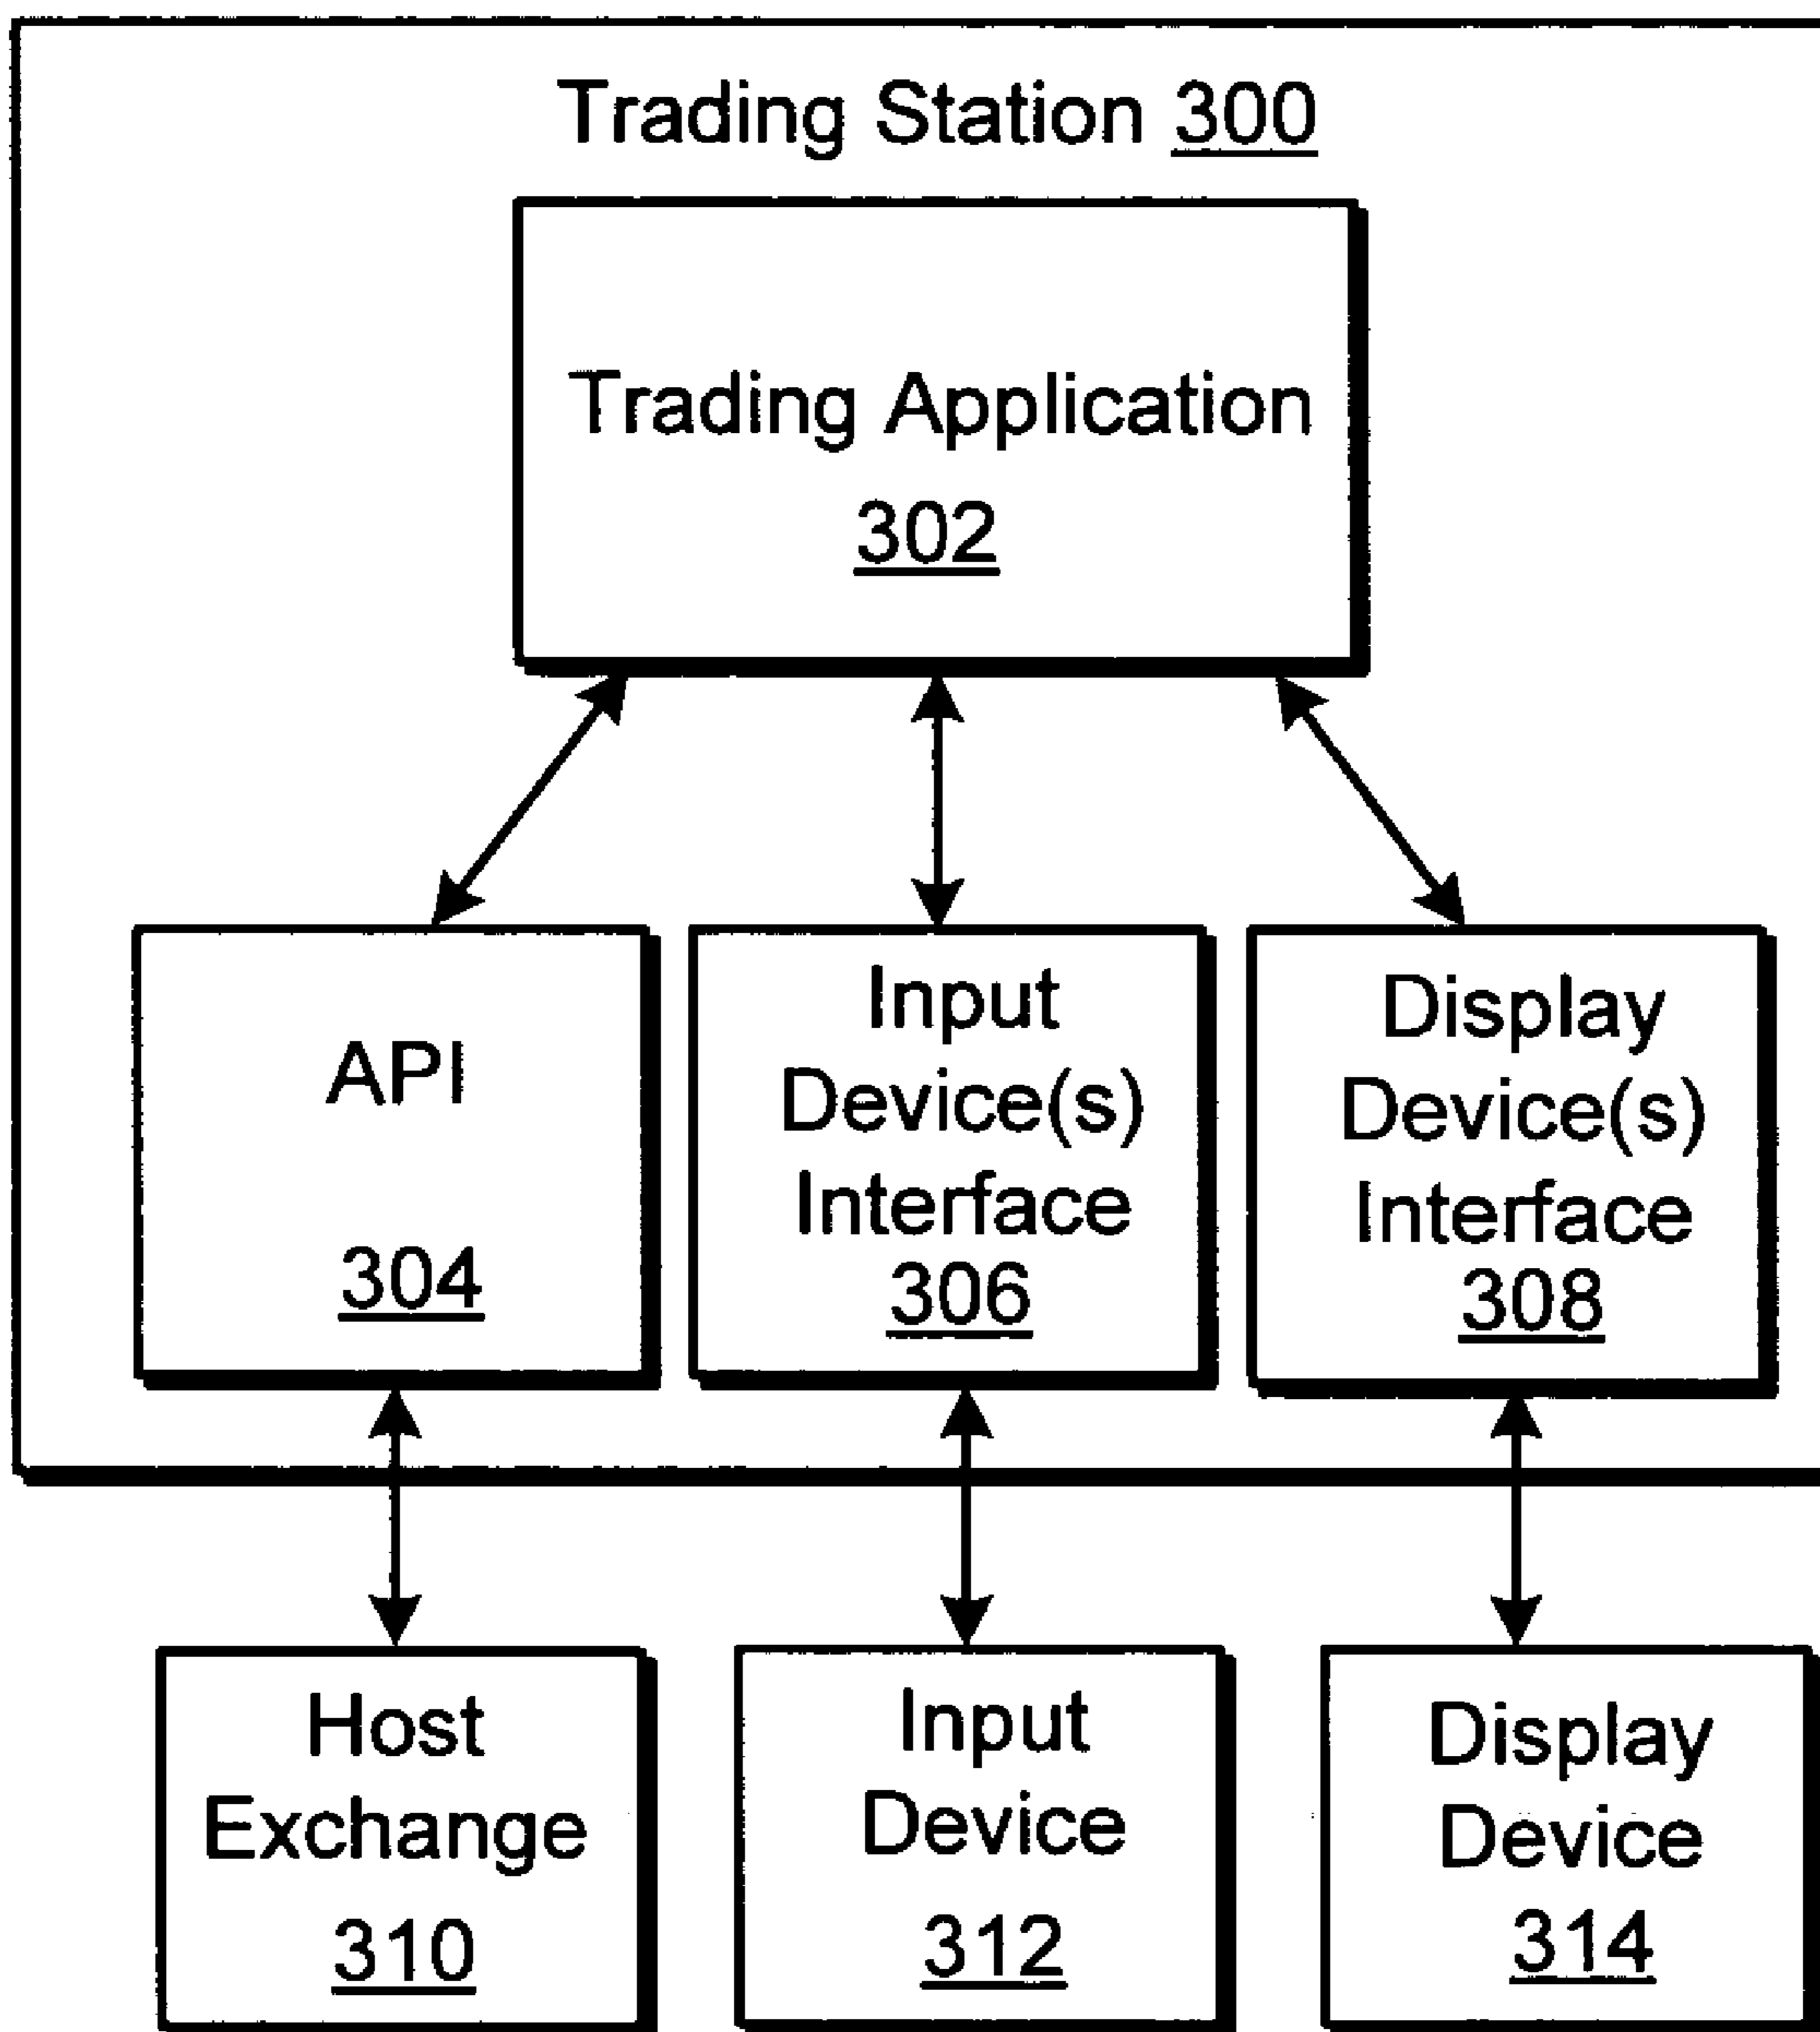 Trading Station 300
Trading Application
302
API
304
Input
Device(s)
Interface
306
Display
Device(s)
Interface
308
Host
Exchange
310
Input
Device
312
Display
Device
314